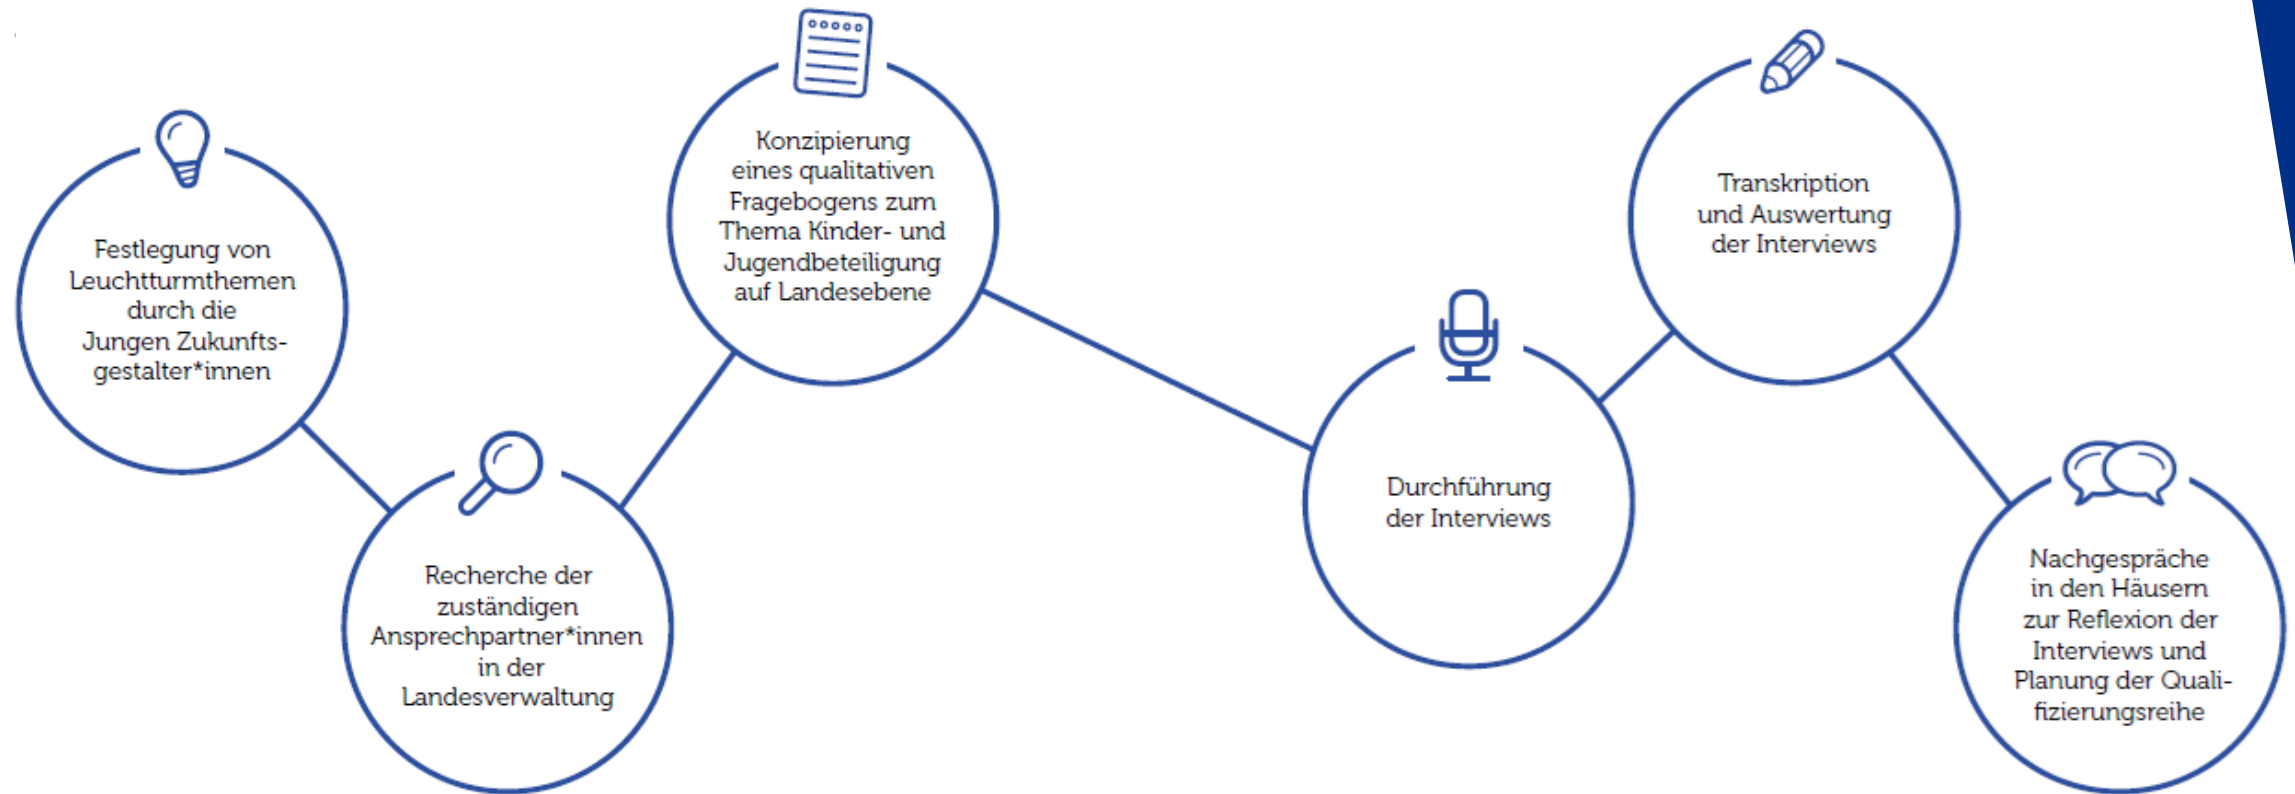 Festlegung von
Leuchtturmthemen
durch die
Jungen Zukunfts-
gestalter*innen
Recherche der
zuständigen
Ansprechpartner*innen
in der
Landesverwaltung
Konzipierung
eines qualitativen
Fragebogens zum
Thema Kinder- und
Jugendbeteiligung
auf Landesebene
Durchführung
der Interviews
Transkription
und Auswertung
der Interviews
Nachgespräche
in den Häusern
zur Reflexion der
Interviews und
Planung der Quali-
fizierungsreihe